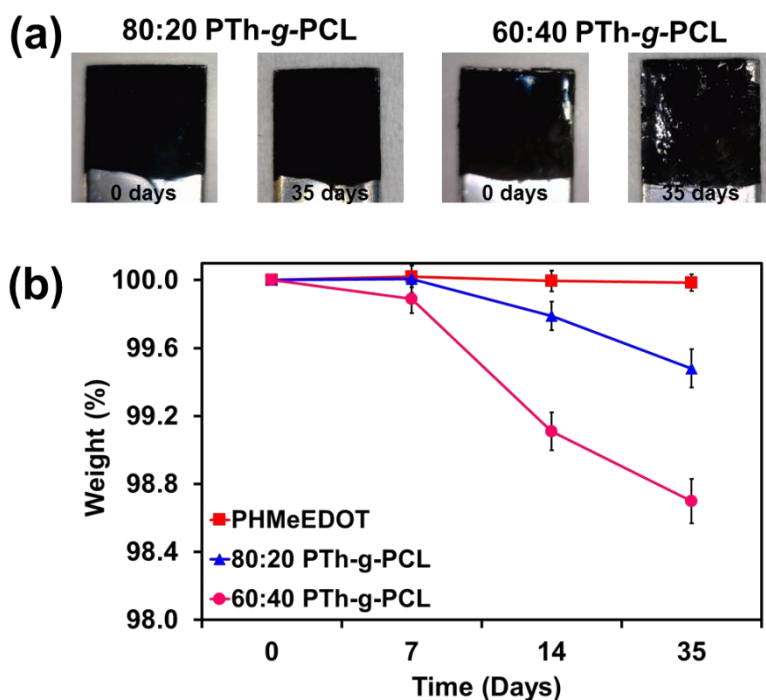 (a)
80:20 PTh-g-PCL
60:40 PTh-g-PCL
0 days
35 days
0 days
35 days
(b)
100.0
99.6
99.2
98.8
98.4
98.0
Weight (%)
PHMeEDOT
80:20 PTh-g-PCL
60:40 PTh-g-PCL
0
7
14
35
Time (Days)